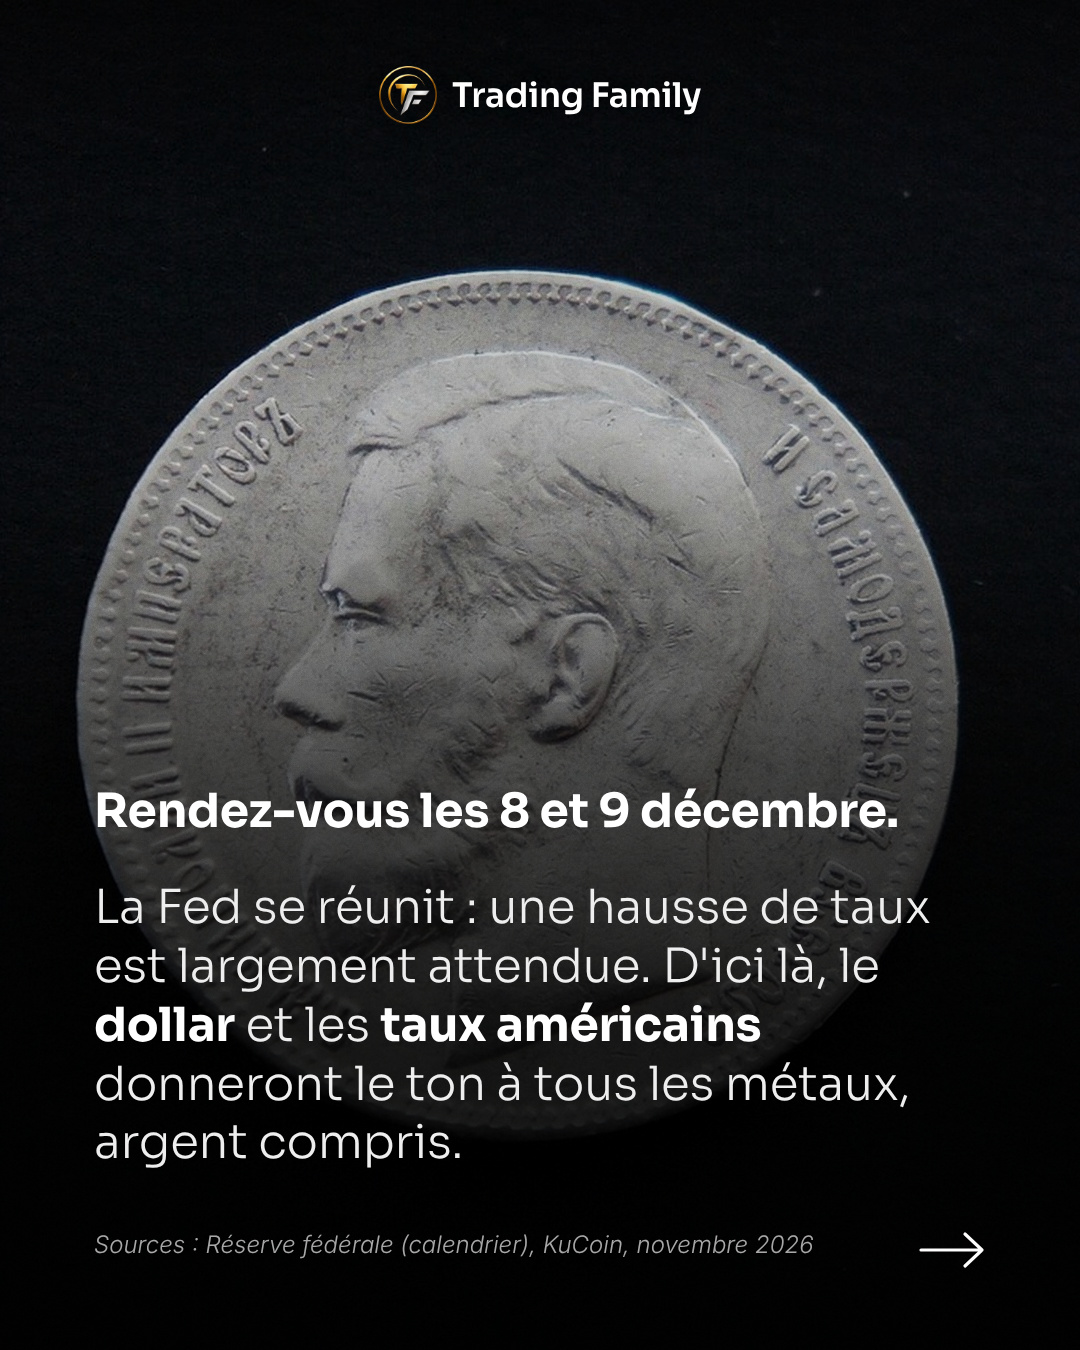 Trading Family
И САМОДЕРЖЕЦЪ
ИМПЕРАТОРЪ
Rendez-vous les 8 et 9 décembre.
La Fed se réunit : une hausse de taux
est largement attendue. D'ici là, le
dollar et les taux américains
donneront le ton à tous les métaux,
argent compris.
Sources : Réserve fédérale (calendrier), KuCoin, novembre 2026